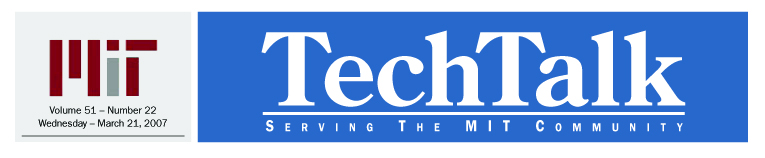 MIT
Volume 51 – Number 22
Wednesday – March 21, 2007
TechTalk
SERVING THE MIT COMMUNITY